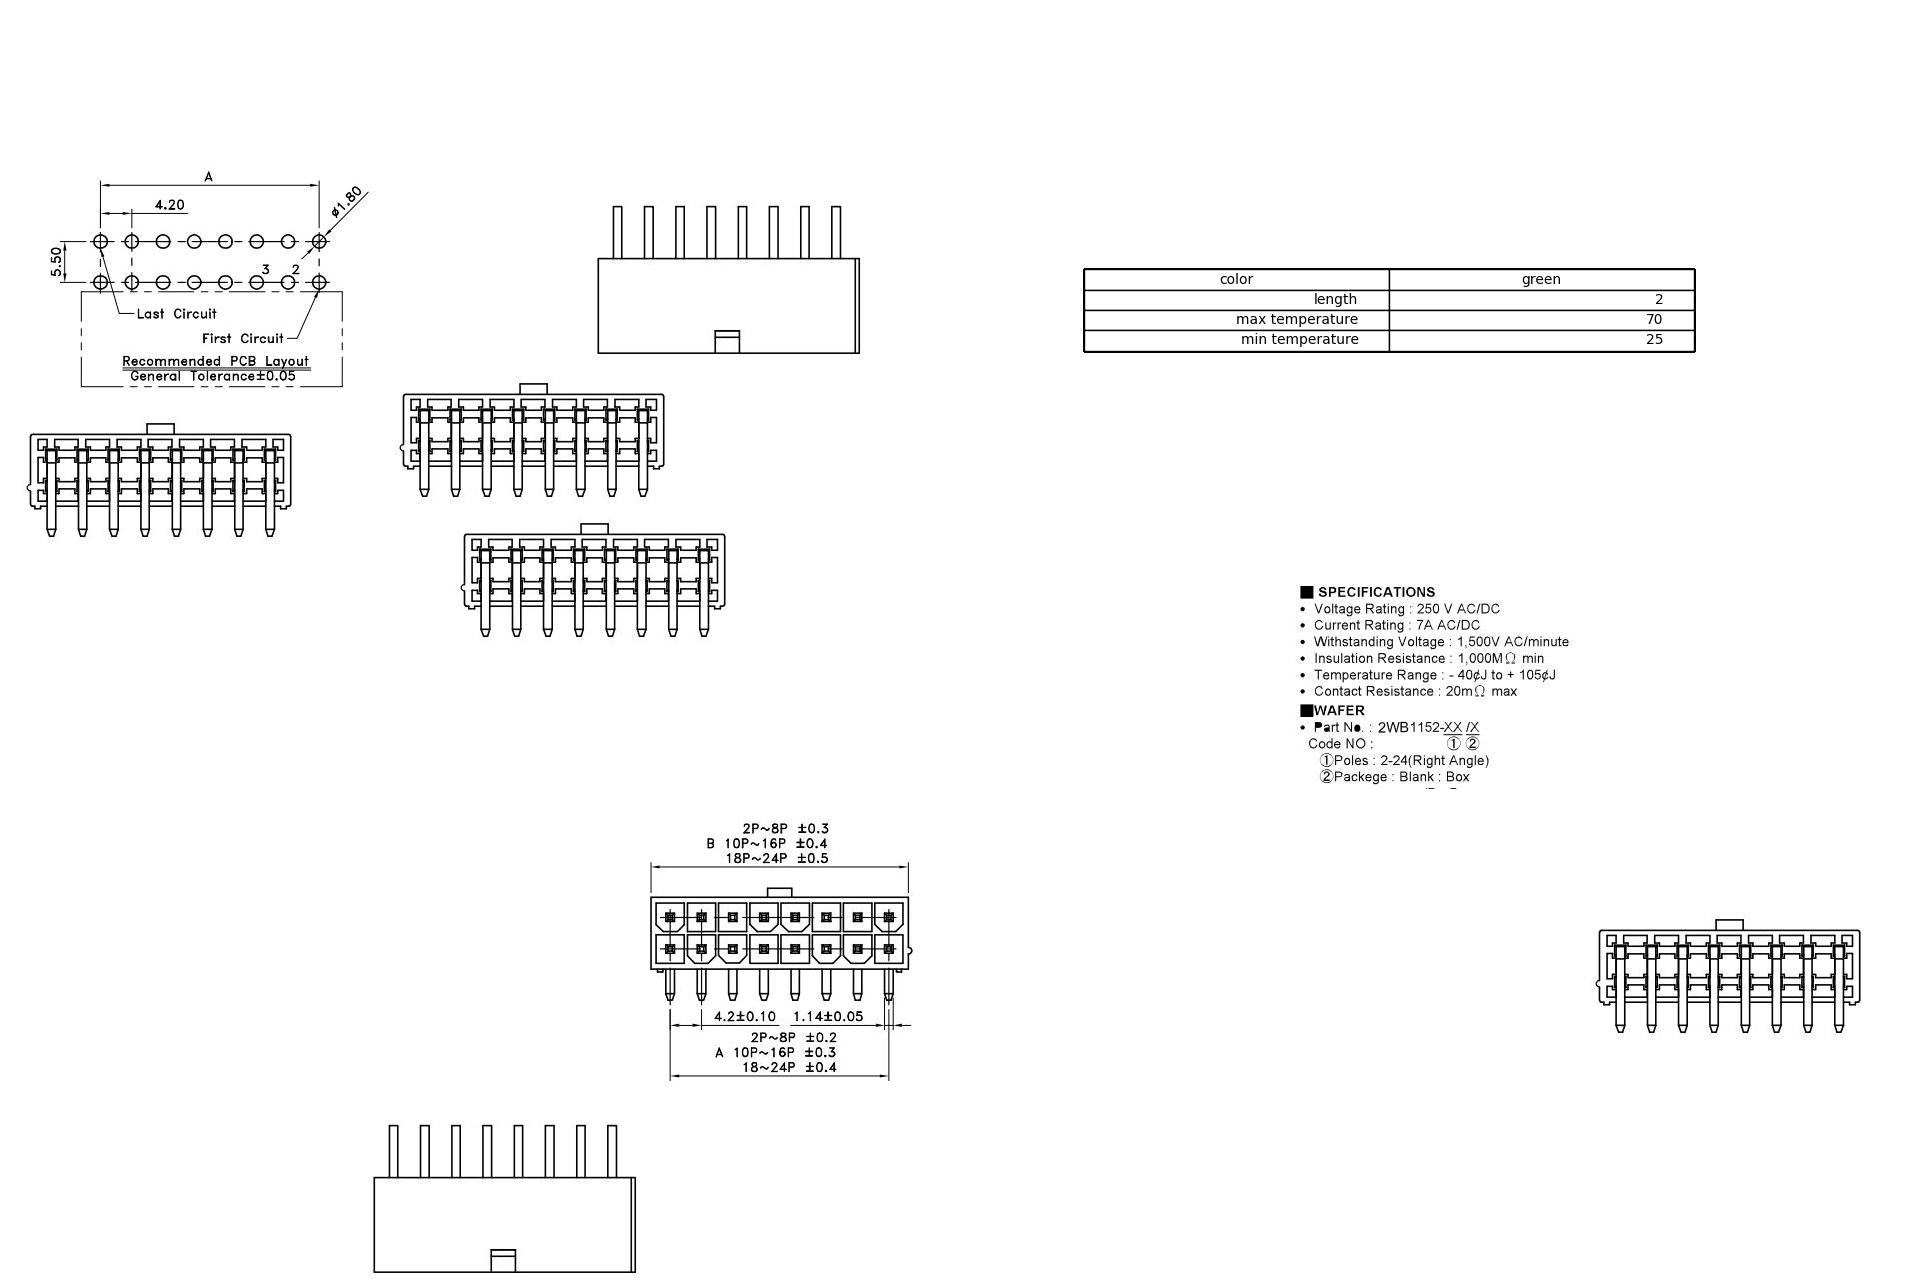 A
4.20
ø1.80
5.50
3 2
Last Circuit
First Circuit
Recommended PCB Layout
General Tolerance±0.05
color green
length 2
max temperature 70
min temperature 25
■ SPECIFICATIONS
• Voltage Rating : 250 V AC/DC
• Current Rating : 7A AC/DC
• Withstanding Voltage : 1,500V AC/minute
• Insulation Resistance : 1,000MΩ min
• Temperature Range : - 40¢J to + 105¢J
• Contact Resistance : 20mΩ max
■WAFER
• Part No. : 2WB1152-XX /X
Code NO : ① ②
①Poles : 2-24(Right Angle)
②Packege : Blank : Box
2P~8P ±0.3
B 10P~16P ±0.4
18P~24P ±0.5
4.2±0.10 1.14±0.05
2P~8P ±0.2
A 10P~16P ±0.3
18~24P ±0.4